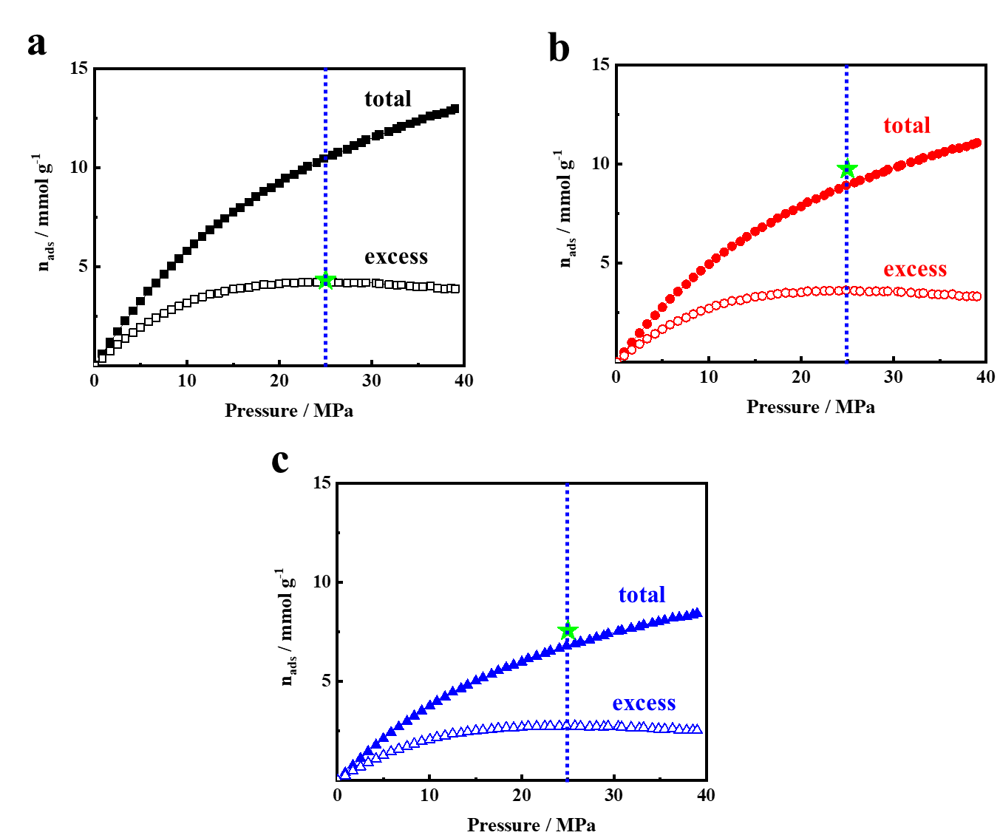 a
15
10
5
total
excess
n_ads / mmol g^-1
0 10 20 30 40
Pressure / MPa
b
15
10
5
total
excess
n_ads / mmol g^-1
0 10 20 30 40
Pressure / MPa
c
15
10
5
total
excess
n_ads / mmol g^-1
0 10 20 30 40
Pressure / MPa